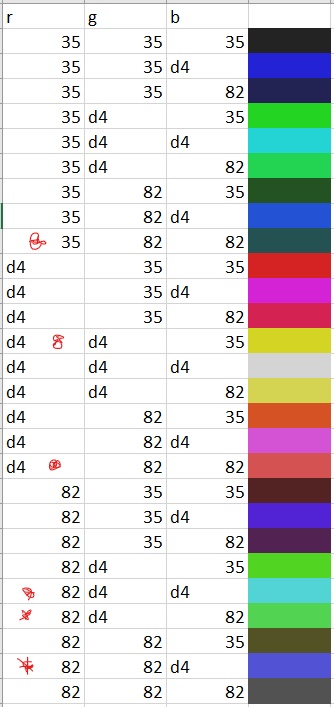 r g b
35 35 35
35 35 d4
35 35 82
35 d4 35
35 d4 d4
35 d4 82
35 82 35
35 82 d4
35 82 82
d4 35 35
d4 35 d4
d4 35 82
d4 d4 35
d4 d4 d4
d4 d4 82
d4 82 35
d4 82 d4
d4 82 82
82 35 35
82 35 d4
82 35 82
82 d4 35
82 d4 d4
82 d4 82
82 82 35
82 82 d4
82 82 82